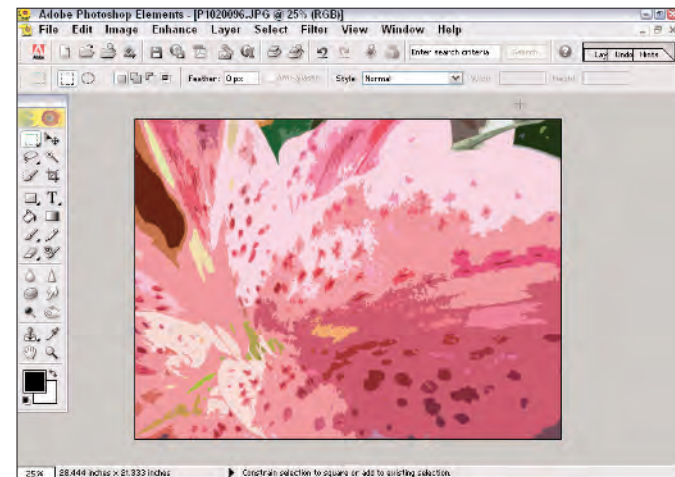 Adobe Photoshop Elements - [P1020096.JPG @ 25% (RGB)]
File Edit Image Enhance Layer Select Filter View Window Help
Enter search criteria Search Lay Undo Hints
Feather: 0 px Anti-aliased Style: Normal Width: Height:
T
25% 28.444 inches × 21.333 inches Constrain selection to square or add to existing selection.